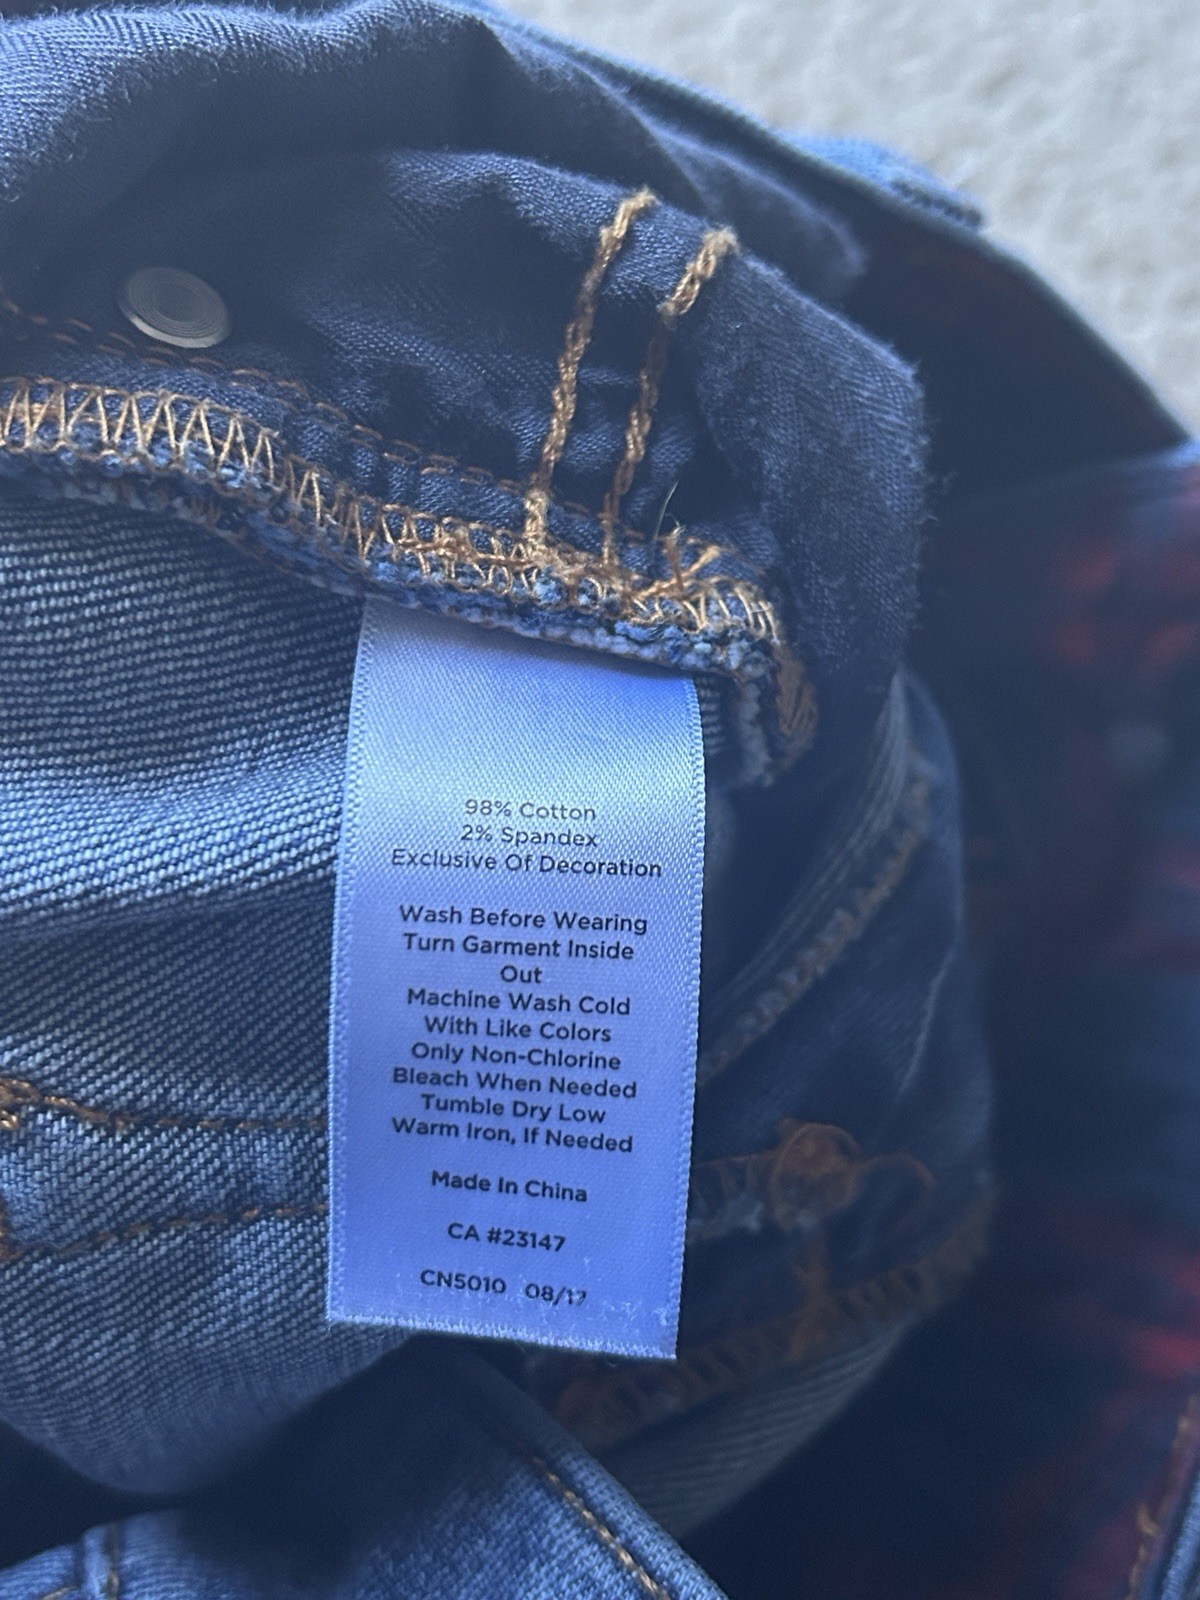 98% Cotton
2% Spandex
Exclusive Of Decoration
Wash Before Wearing
Turn Garment Inside
Out
Machine Wash Cold
With Like Colors
Only Non-Chlorine
Bleach When Needed
Tumble Dry Low
Warm Iron, If Needed
Made In China
CA #23147
CN5010 08/17